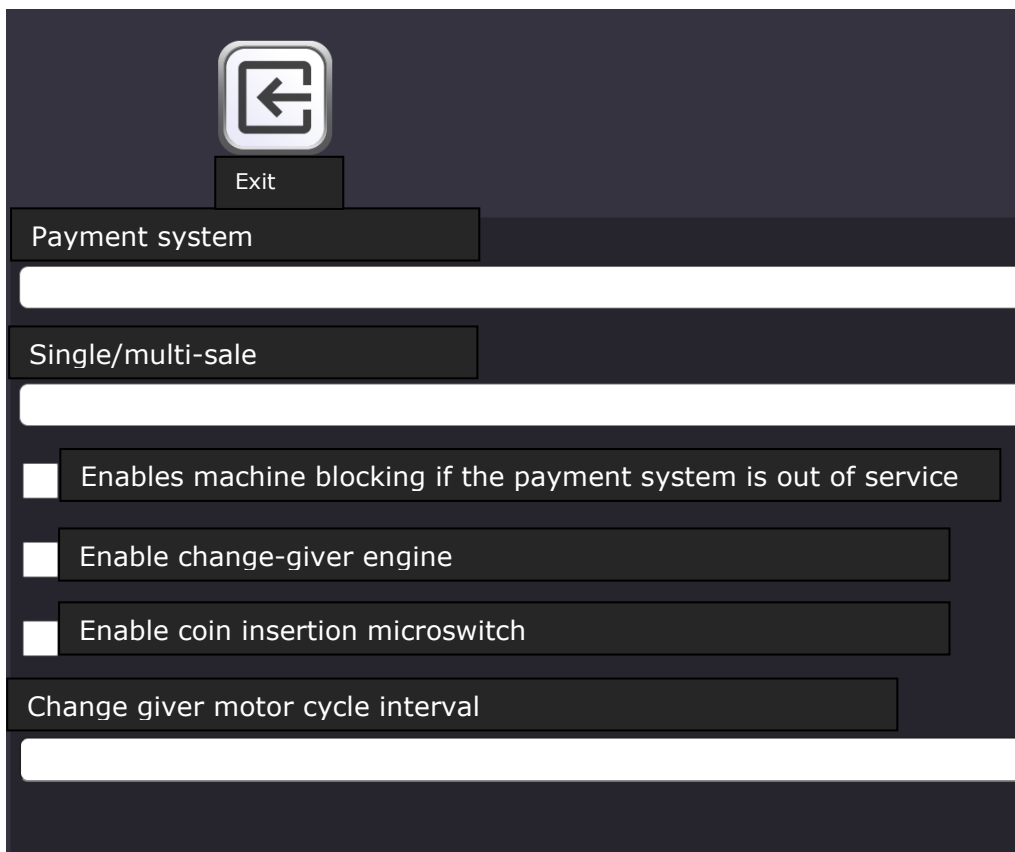 Exit
Payment system
Single/multi-sale
Enables machine blocking if the payment system is out of service
Enable change-giver engine
Enable coin insertion microswitch
Change giver motor cycle interval